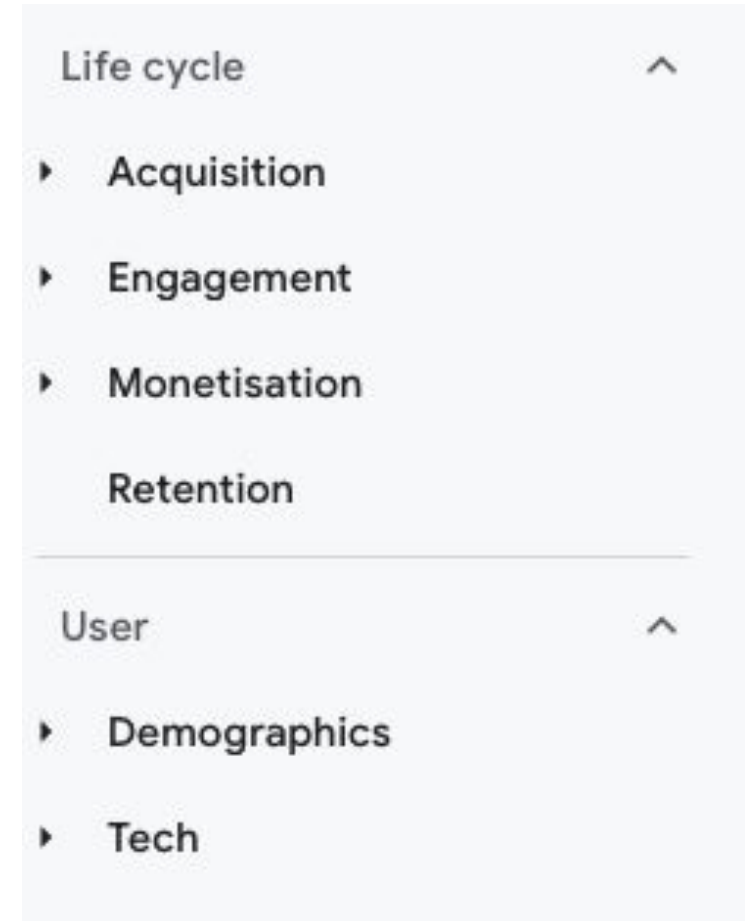 Life cycle
Acquisition
Engagement
Monetisation
Retention
User
Demographics
Tech